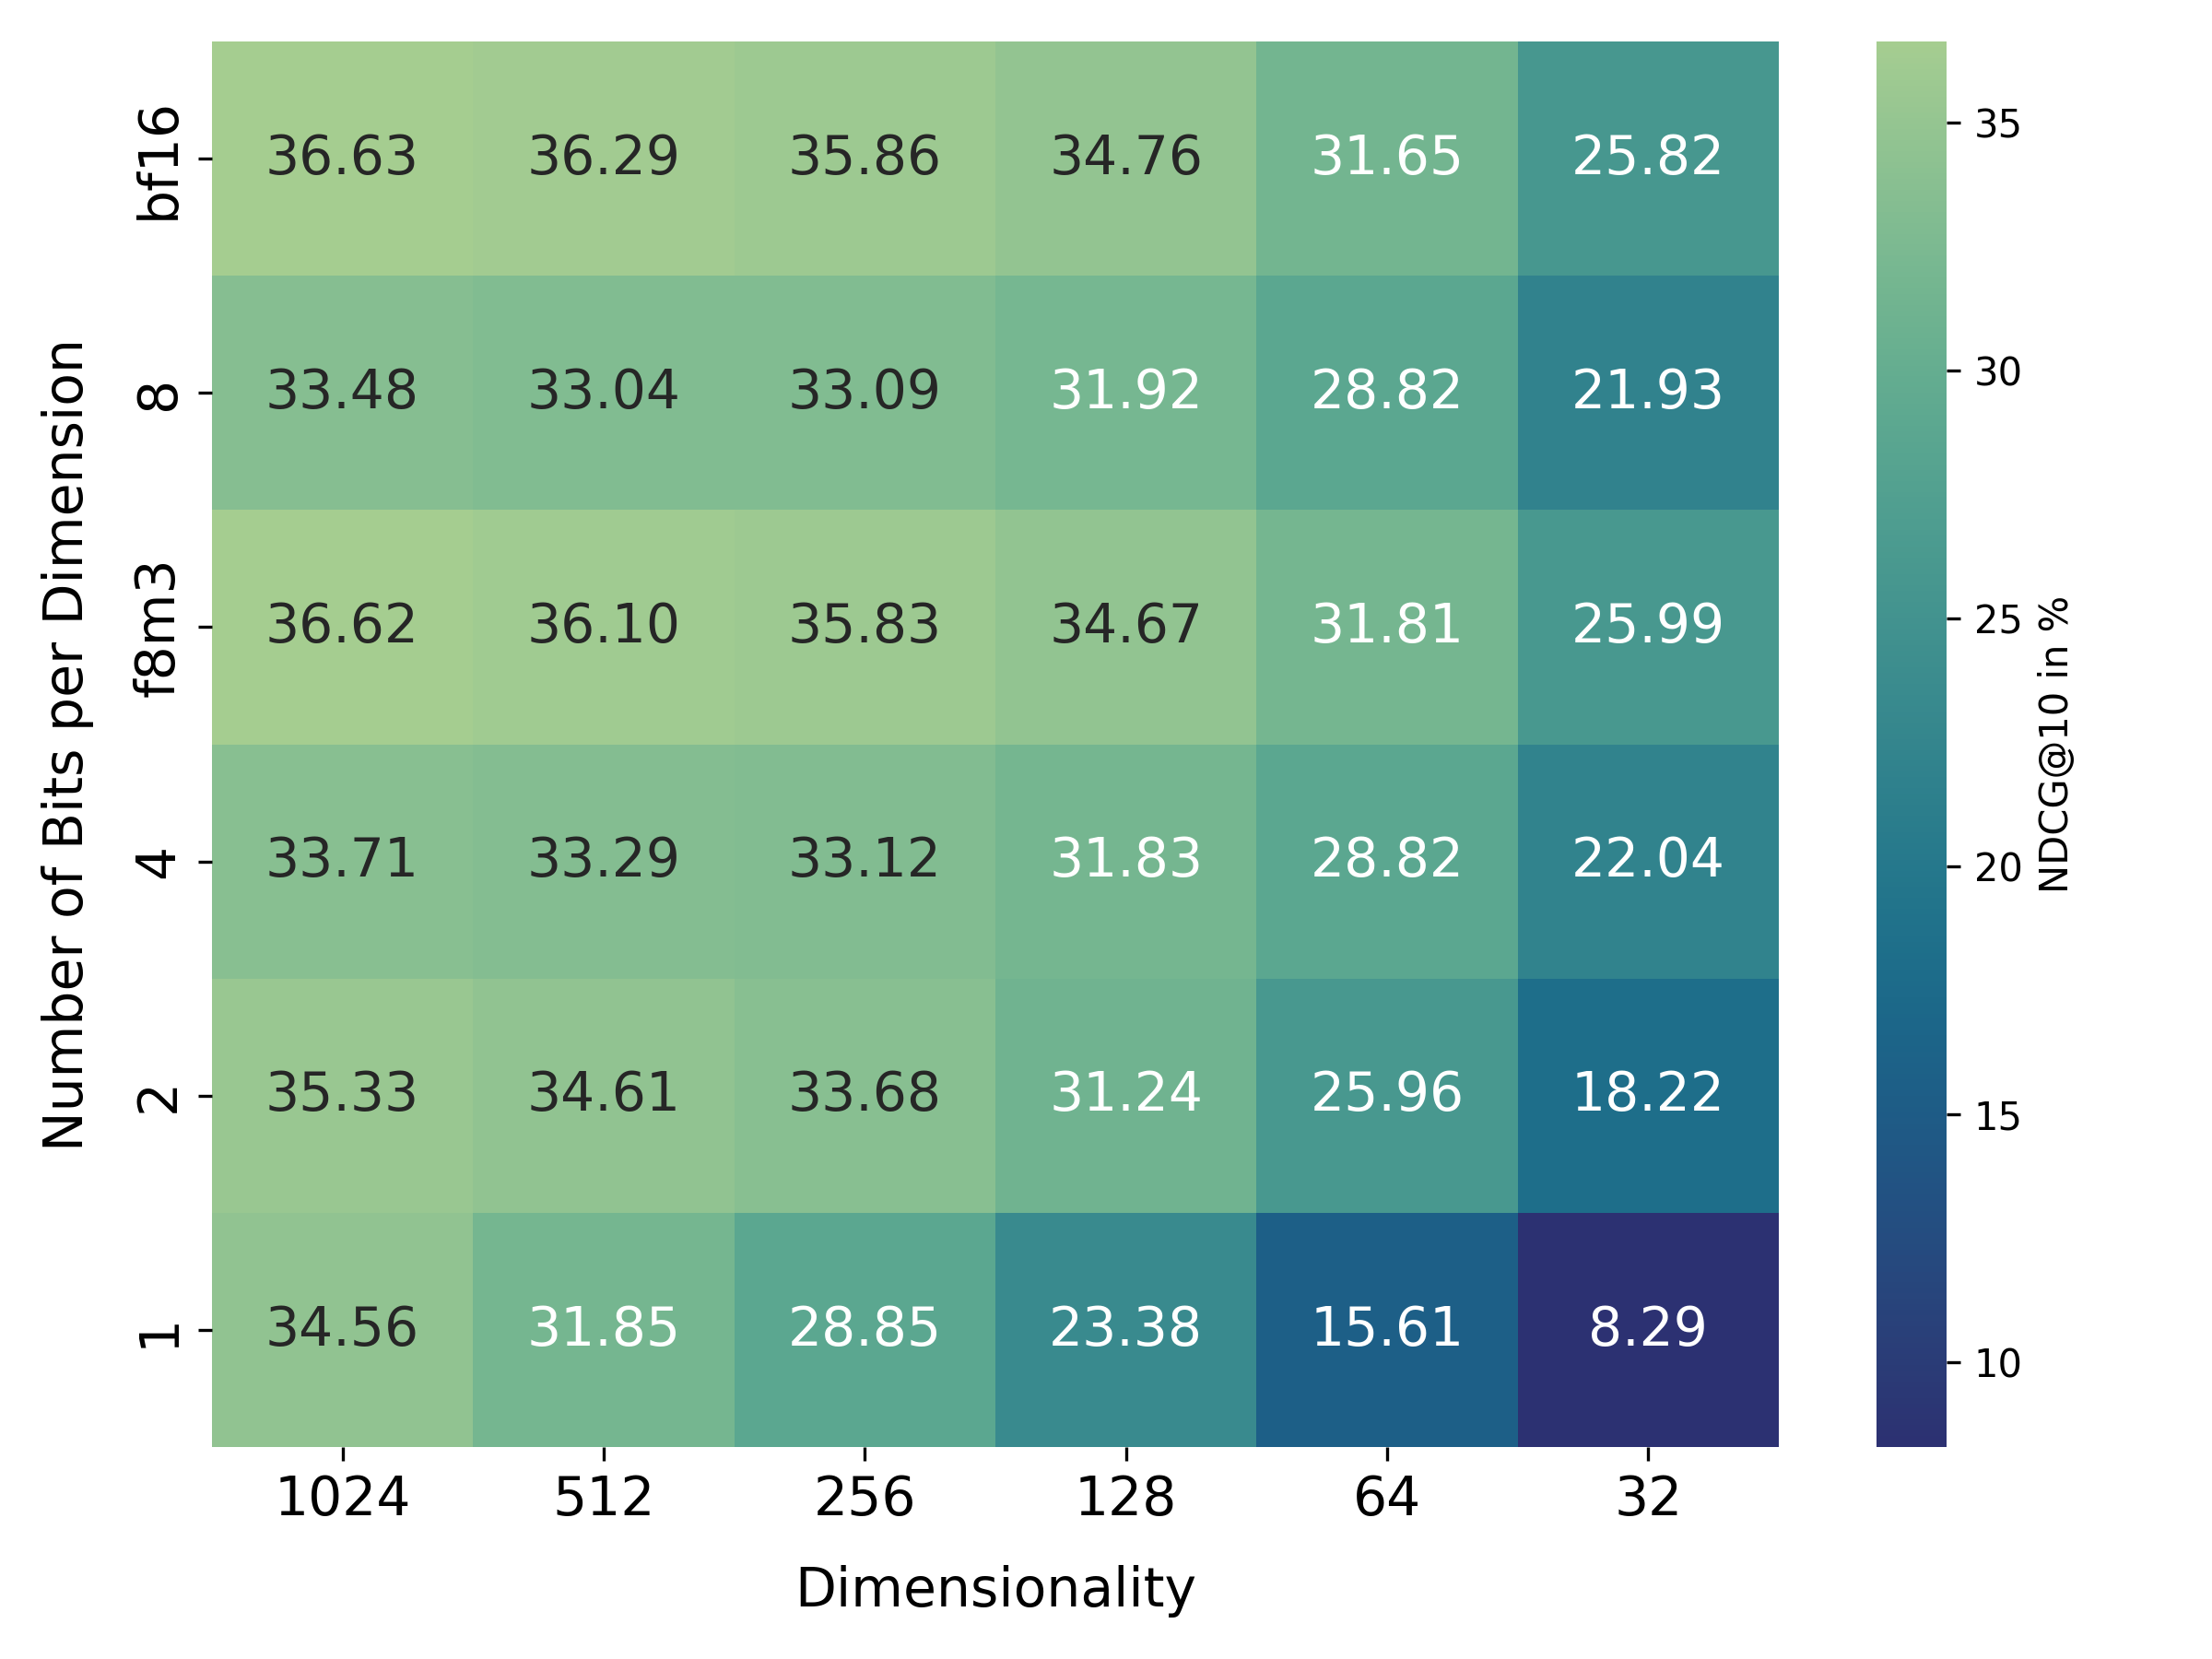 bf16 36.63 36.29 35.86 34.76 31.65 25.82
8 33.48 33.04 33.09 31.92 28.82 21.93
f8m3 36.62 36.10 35.83 34.67 31.81 25.99
4 33.71 33.29 33.12 31.83 28.82 22.04
2 35.33 34.61 33.68 31.24 25.96 18.22
1 34.56 31.85 28.85 23.38 15.61 8.29
1024 512 256 128 64 32
Dimensionality
Number of Bits per Dimension
35
30
25
20
15
10
NDCG@10 in %